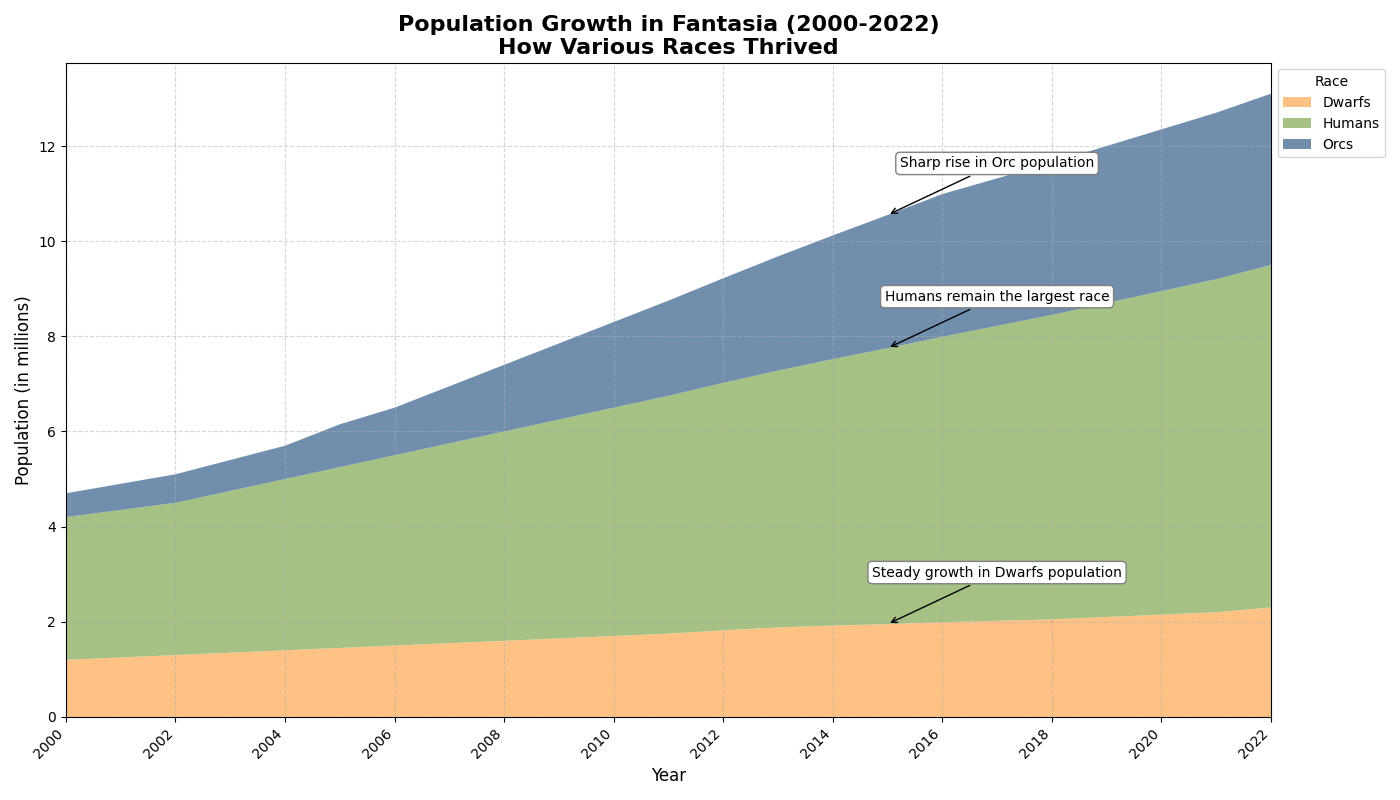 Population Growth in Fantasia (2000-2022)
How Various Races Thrived
Race
Dwarfs
Humans
Orcs
Sharp rise in Orc population
Humans remain the largest race
Steady growth in Dwarfs population
Population (in millions)
12
10
8
6
4
2
0
2000
2002
2004
2006
2008
2010
2012
2014
2016
2018
2020
2022
Year